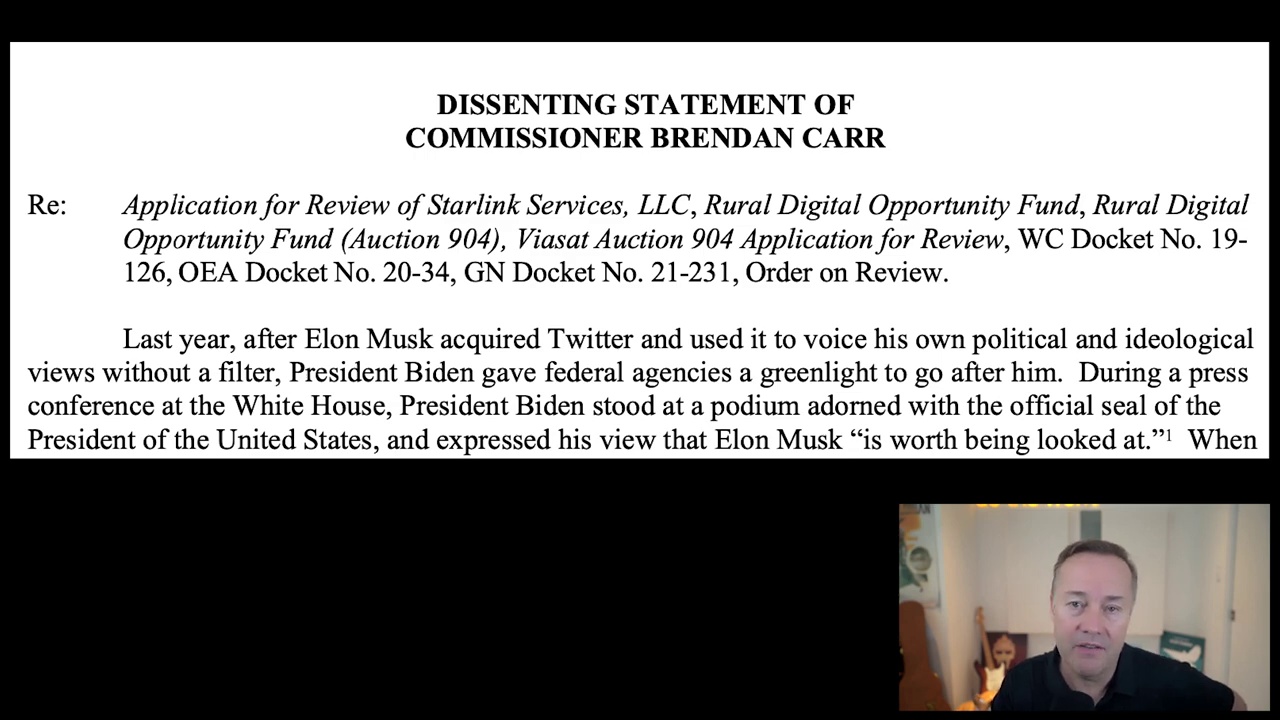 DISSENTING STATEMENT OF
COMMISSIONER BRENDAN CARR
Re: Application for Review of Starlink Services, LLC, Rural Digital Opportunity Fund, Rural Digital
Opportunity Fund (Auction 904), Viasat Auction 904 Application for Review, WC Docket No. 19-
126, OEA Docket No. 20-34, GN Docket No. 21-231, Order on Review.
Last year, after Elon Musk acquired Twitter and used it to voice his own political and ideological
views without a filter, President Biden gave federal agencies a greenlight to go after him. During a press
conference at the White House, President Biden stood at a podium adorned with the official seal of the
President of the United States, and expressed his view that Elon Musk “is worth being looked at.”¹ When